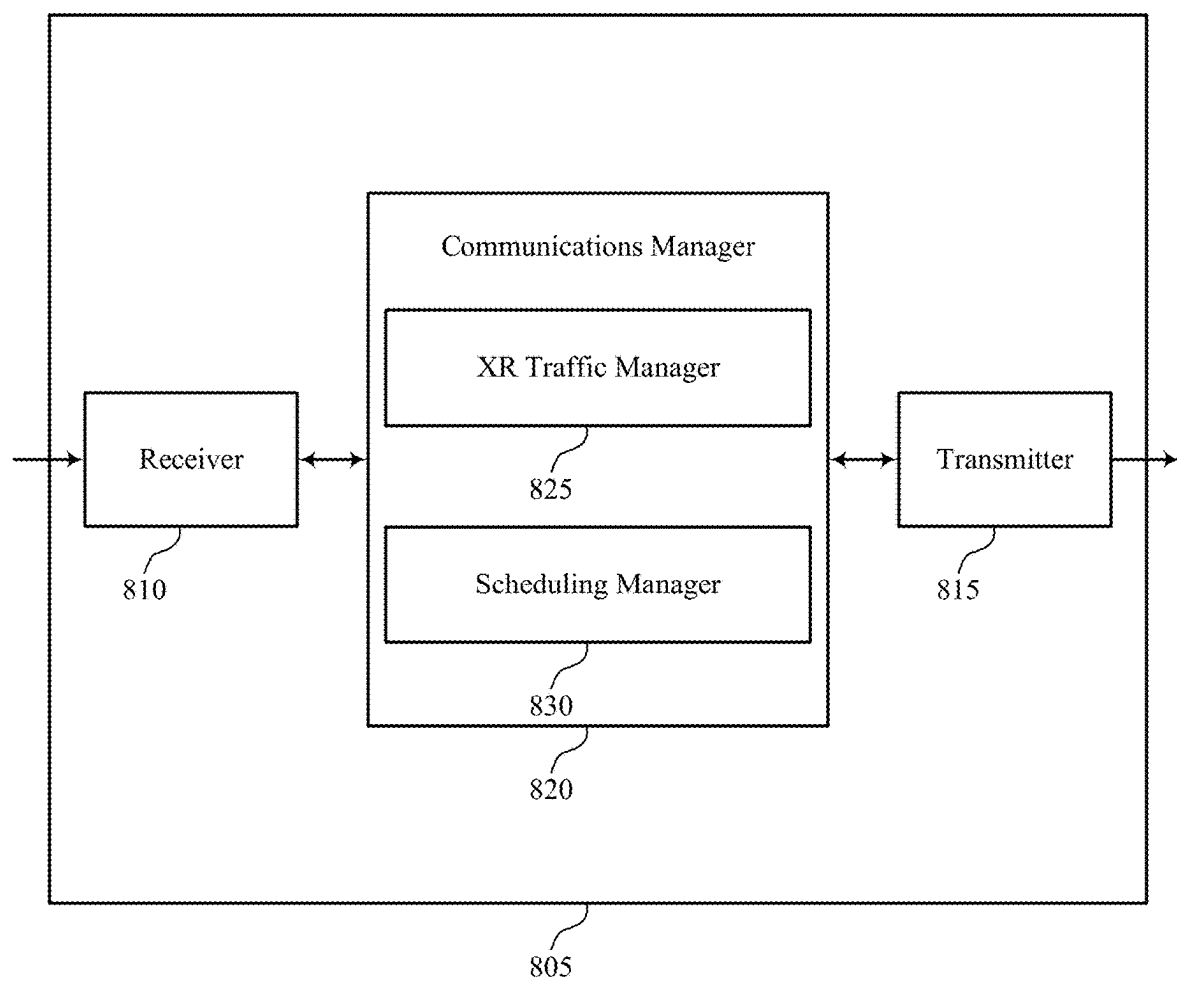 Communications Manager
XR Traffic Manager
825
Receiver
810
Transmitter
815
Scheduling Manager
830
820
805